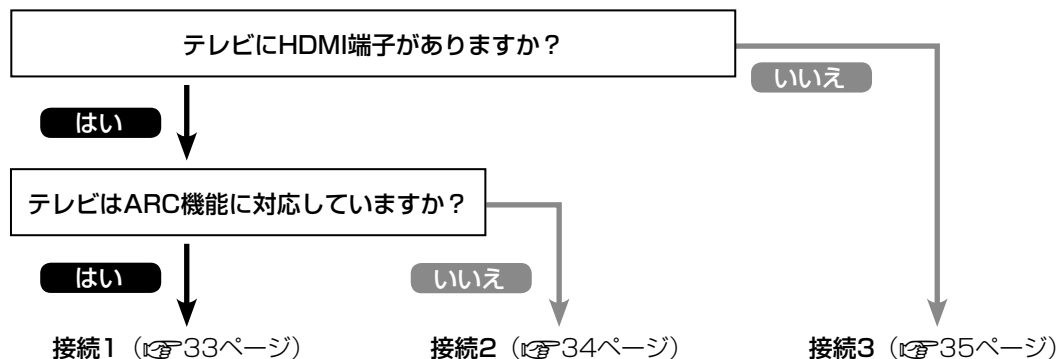 テレビにHDMI端子がありますか？
いいえ
はい
テレビはARC機能に対応していますか？
はい
いいえ
接続1（☞33ページ）
接続2（☞34ページ）
接続3（☞35ページ）